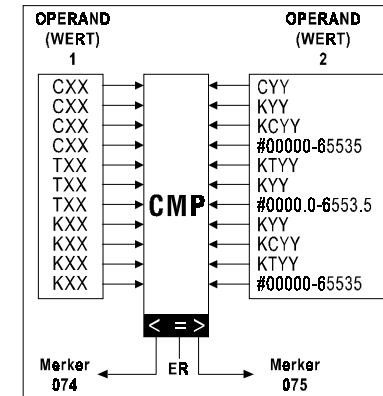 OPERAND OPERAND
(WERT) (WERT)
1 2
CXX CYY
CXX KYY
CXX KCYY
CXX #00000-65535
TXX KTYY
TXX KYY
TXX #0000.0-6553.5
KXX KYY
KXX KCYY
KXX KTYY
KXX #00000-65535
CMP
< = >
Merker ER Merker
074 075